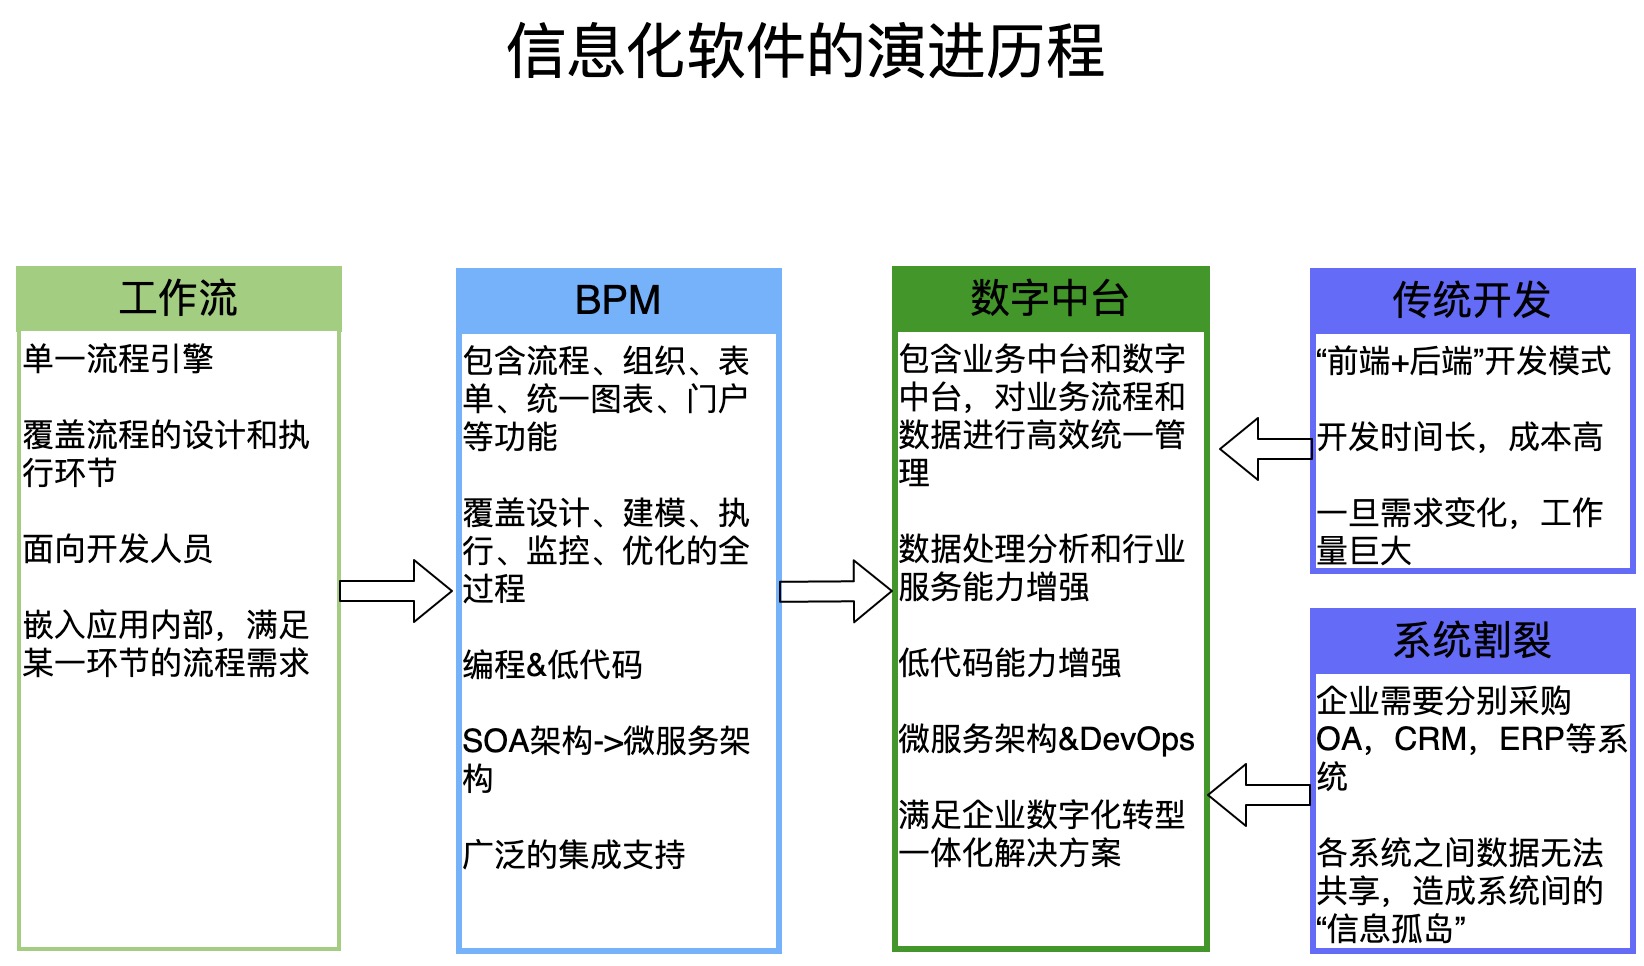 信息化软件的演进历程
工作流
单一流程引擎
覆盖流程的设计和执
行环节
面向开发人员
嵌入应用内部，满足
某一环节的流程需求
BPM
包含流程、组织、表
单、统一图表、门户
等功能
覆盖设计、建模、执
行、监控、优化的全
过程
编程&低代码
SOA架构->微服务架
构
广泛的集成支持
数字中台
包含业务中台和数字
中台，对业务流程和
数据进行高效统一管
理
数据处理分析和行业
服务能力增强
低代码能力增强
微服务架构&DevOps
满足企业数字化转型
一体化解决方案
传统开发
“前端+后端”开发模式
开发时间长，成本高
一旦需求变化，工作
量巨大
系统割裂
企业需要分别采购
OA，CRM，ERP等系
统
各系统之间数据无法
共享，造成系统间的
“信息孤岛”